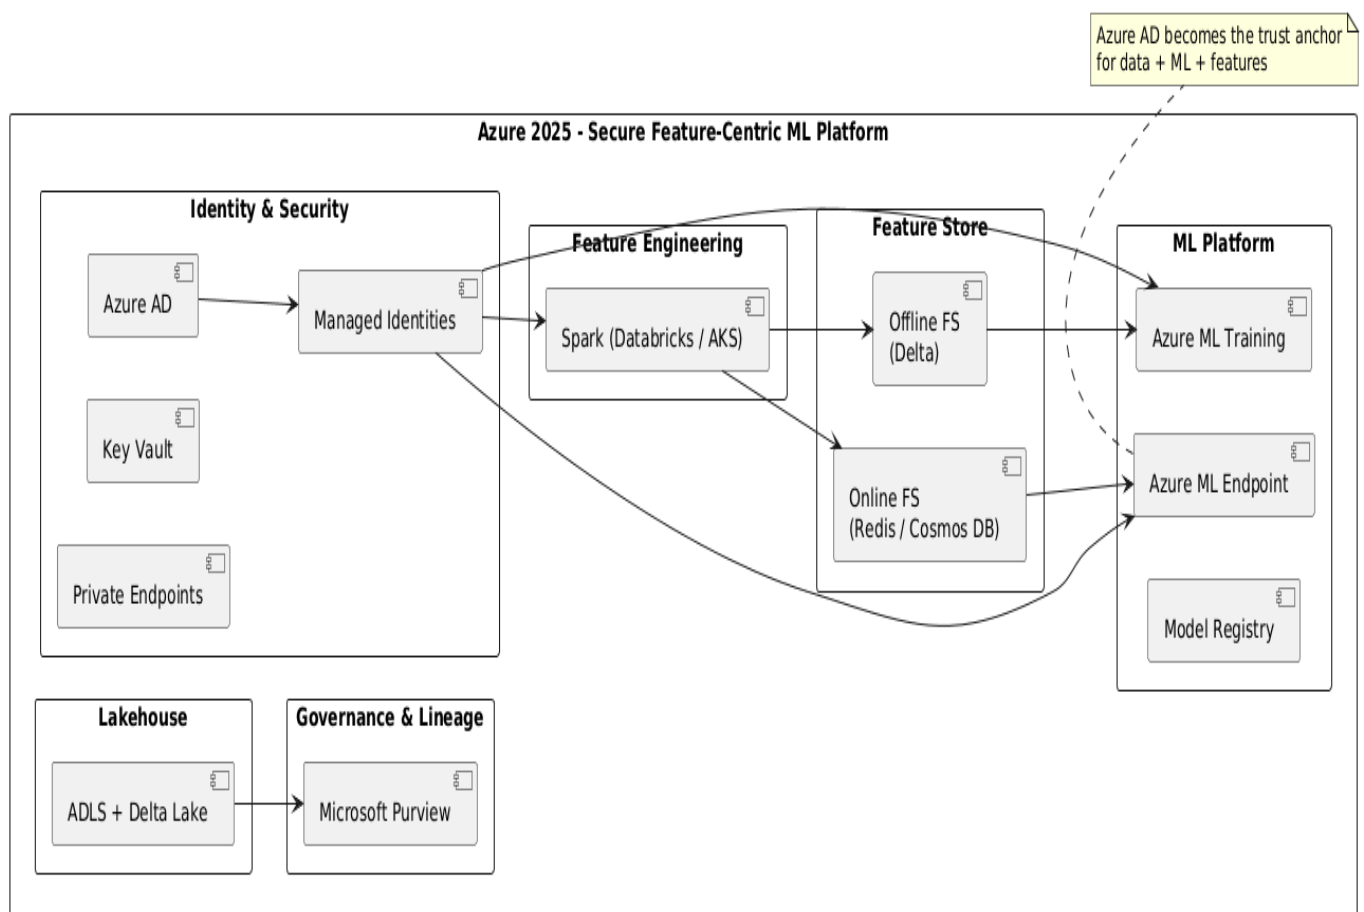 Azure AD becomes the trust anchor
for data + ML + features
Azure 2025 - Secure Feature-Centric ML Platform
Identity & Security
Azure AD
Managed Identities
Key Vault
Private Endpoints
Feature Engineering
Spark (Databricks / AKS)
Feature Store
Offline FS
(Delta)
Online FS
(Redis / Cosmos DB)
ML Platform
Azure ML Training
Azure ML Endpoint
Model Registry
Lakehouse
ADLS + Delta Lake
Governance & Lineage
Microsoft Purview